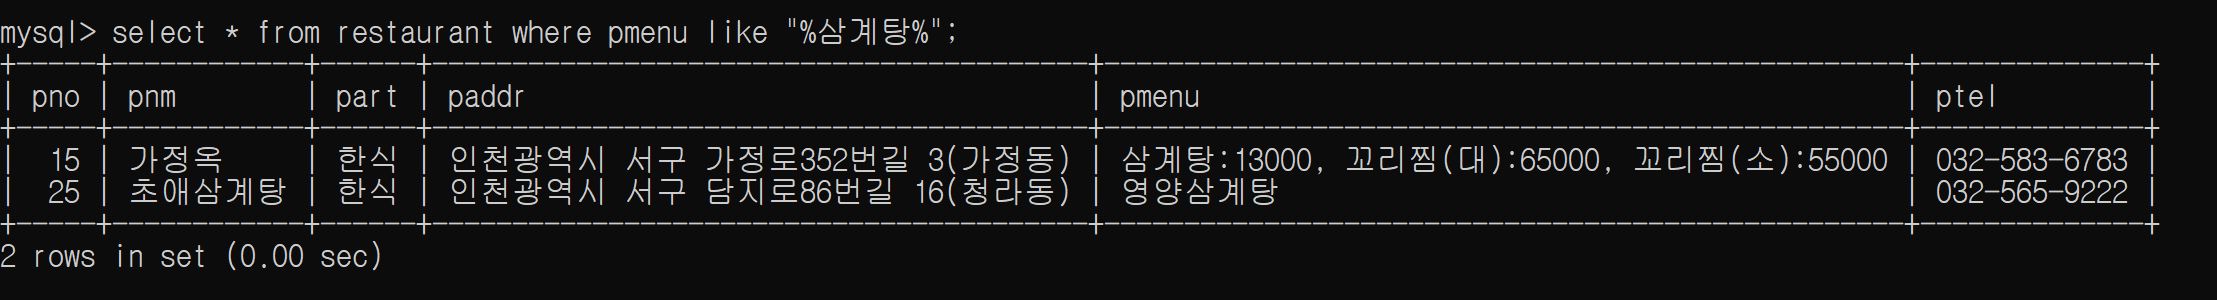 mysql> select * from restaurant where pmenu like "%삼계탕%";
+-----+------------+------+-----------------------------------------+--------------------------------------------------+--------------+
| pno | pnm        | part | paddr                                   | pmenu                                            | ptel         |
+-----+------------+------+-----------------------------------------+--------------------------------------------------+--------------+
|  15 | 가정옥     | 한식 | 인천광역시 서구 가정로352번길 3(가정동) | 삼계탕:13000, 꼬리찜(대):65000, 꼬리찜(소):55000 | 032-583-6783 |
|  25 | 초애삼계탕 | 한식 | 인천광역시 서구 담지로86번길 16(청라동) | 영양삼계탕                                       | 032-565-9222 |
+-----+------------+------+-----------------------------------------+--------------------------------------------------+--------------+
2 rows in set (0.00 sec)